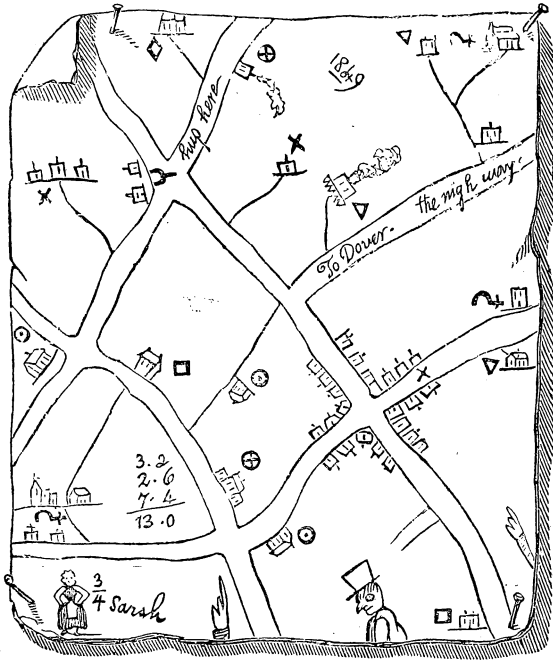 hup here
1849
the nigh way.
To Dover.
3.2
2.6
7.4
13.0
3/4 Sarah